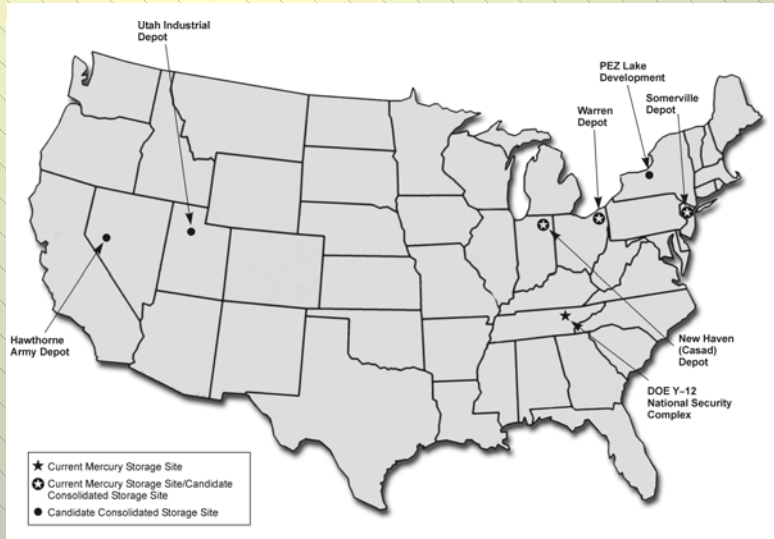 Utah Industrial
Depot
PEZ Lake
Development
Somerville
Depot
Warren
Depot
Hawthorne
Army Depot
New Haven
(Casad)
Depot
DOE Y–12
National Security
Complex
Current Mercury Storage Site
Current Mercury Storage Site/Candidate
Consolidated Storage Site
Candidate Consolidated Storage Site